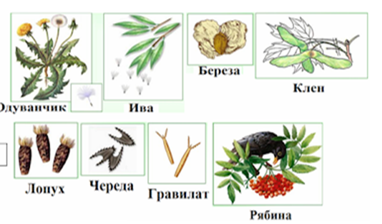 Одуванчик
Ива
Береза
Клен
Лопух
Череда
Гравилат
Рябина